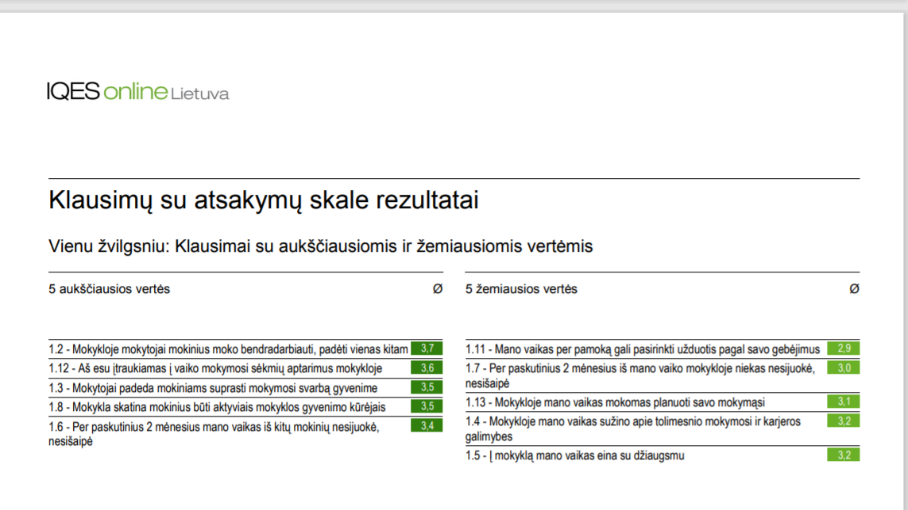 IQES online Lietuva
Klausimų su atsakymų skale rezultatai
Vienu žvilgsniu: Klausimai su aukščiausiomis ir žemiausiomis vertėmis
5 aukščiausios vertės Ø
1.2 - Mokykloje mokytojai mokinius moko bendradarbiauti, padėti vienas kitam 3,7
1.12 - Aš esu įtraukiamas į vaiko mokymosi sėkmių aptarimus mokykloje 3,6
1.3 - Mokytojai padeda mokiniams suprasti mokymosi svarbą gyvenime 3,5
1.8 - Mokykla skatina mokinius būti aktyviais mokyklos gyvenimo kūrėjais 3,5
1.6 - Per paskutinius 2 mėnesius mano vaikas iš kitų mokinių nesijuokė, 3,4
nesišaipė
5 žemiausios vertės Ø
1.11 - Mano vaikas per pamoką gali pasirinkti užduotis pagal savo gebėjimus 2,9
1.7 - Per paskutinius 2 mėnesius iš mano vaiko mokykloje niekas nesijuokė, 3,0
nesišaipė
1.13 - Mokykloje mano vaikas mokomas planuoti savo mokymąsi 3,1
1.4 - Mokykloje mano vaikas sužino apie tolimesnio mokymosi ir karjeros 3,2
galimybes
1.5 - Į mokyklą mano vaikas eina su džiaugsmu 3,2